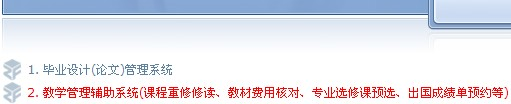 1. 毕业设计(论文)管理系统
2. 教学管理辅助系统(课程重修修读、教材费用核对、专业选修课预选、出国成绩单预约等)